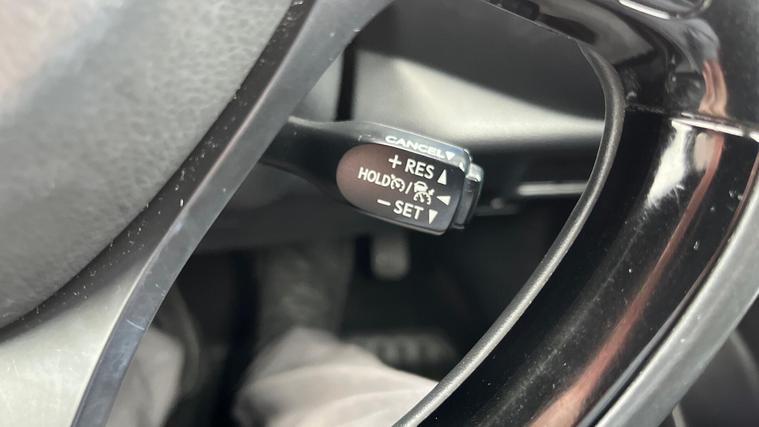 CANCEL▼
+ RES ▲
HOLD / ◀
− SET ▼